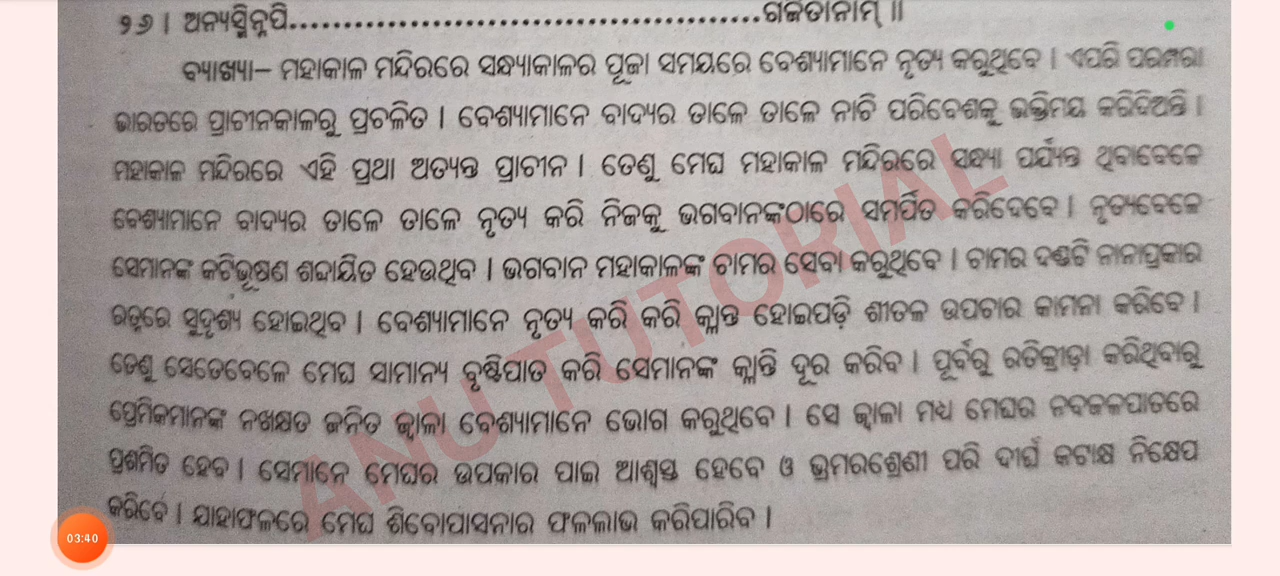 ୨୬ । ଅନ୍ୟସ୍ମିନ୍ନପି.............................................ଗର୍ଜିତାନାମ୍ ॥
ବ୍ୟାଖ୍ୟା– ମହାକାଳ ମନ୍ଦିରରେ ସନ୍ଧ୍ୟାକାଳର ପୂଜା ସମୟରେ ବେଶ୍ୟାମାନେ ନୃତ୍ୟ କରୁଥିବେ । ଏପରି ପରମ୍ପରା
ଭାରତରେ ପ୍ରାଚୀନକାଳରୁ ପ୍ରଚଳିତ । ବେଶ୍ୟାମାନେ ବାଦ୍ୟର ତାଳେ ତାଳେ ନାଚି ପରିବେଶକୁ ଭକ୍ତିମୟ କରିଦିଅନ୍ତି ।
ମହାକାଳ ମନ୍ଦିରରେ ଏହି ପ୍ରଥା ଅତ୍ୟନ୍ତ ପ୍ରାଚୀନ । ତେଣୁ ମେଘ ମହାକାଳ ମନ୍ଦିରରେ ସନ୍ଧ୍ୟା ପର୍ଯ୍ୟନ୍ତ ଥିବାବେଳେ
ବେଶ୍ୟାମାନେ ବାଦ୍ୟର ତାଳେ ତାଳେ ନୃତ୍ୟ କରି ନିଜକୁ ଭଗବାନଙ୍କଠାରେ ସମର୍ପିତ କରିଦେବେ । ନୃତ୍ୟବେଳେ
ସେମାନଙ୍କ କଟିଭୂଷଣ ଶବ୍ଦାୟିତ ହେଉଥିବ । ଭଗବାନ ମହାକାଳଙ୍କ ଚାମର ସେବା କରୁଥିବେ । ଚାମର ଦଣ୍ଡଟି ନାନାପ୍ରକାର
ରତ୍ନରେ ସୁଦୃଶ୍ୟ ହୋଇଥିବ । ବେଶ୍ୟାମାନେ ନୃତ୍ୟ କରି କରି କ୍ଲାନ୍ତ ହୋଇପଡ଼ି ଶୀତଳ ଉପଚାର କାମନା କରିବେ ।
ତେଣୁ ସେତେବେଳେ ମେଘ ସାମାନ୍ୟ ବୃଷ୍ଟିପାତ କରି ସେମାନଙ୍କ କ୍ଲାନ୍ତି ଦୂର କରିବ । ପୂର୍ବରୁ ରତିକ୍ରୀଡ଼ା କରିଥିବାରୁ
ପ୍ରେମିକମାନଙ୍କ ନଖକ୍ଷତ ଜନିତ ଜ୍ୱାଳା ବେଶ୍ୟାମାନେ ଭୋଗ କରୁଥିବେ । ସେ ଜ୍ୱାଳା ମଧ୍ୟ ମେଘର ନବଜଳପାତରେ
ପ୍ରଶମିତ ହେବ । ସେମାନେ ମେଘର ଉପକାର ପାଇ ଆଶ୍ୱସ୍ତ ହେବେ ଓ ଭ୍ରମରଶ୍ରେଣୀ ପରି ଦୀର୍ଘ କଟାକ୍ଷ ନିକ୍ଷେପ
କରିବେ । ଯାହାଫଳରେ ମେଘ ଶିବୋପାସନାର ଫଳଲାଭ କରିପାରିବ ।
ANU TUTORIAL
03:40